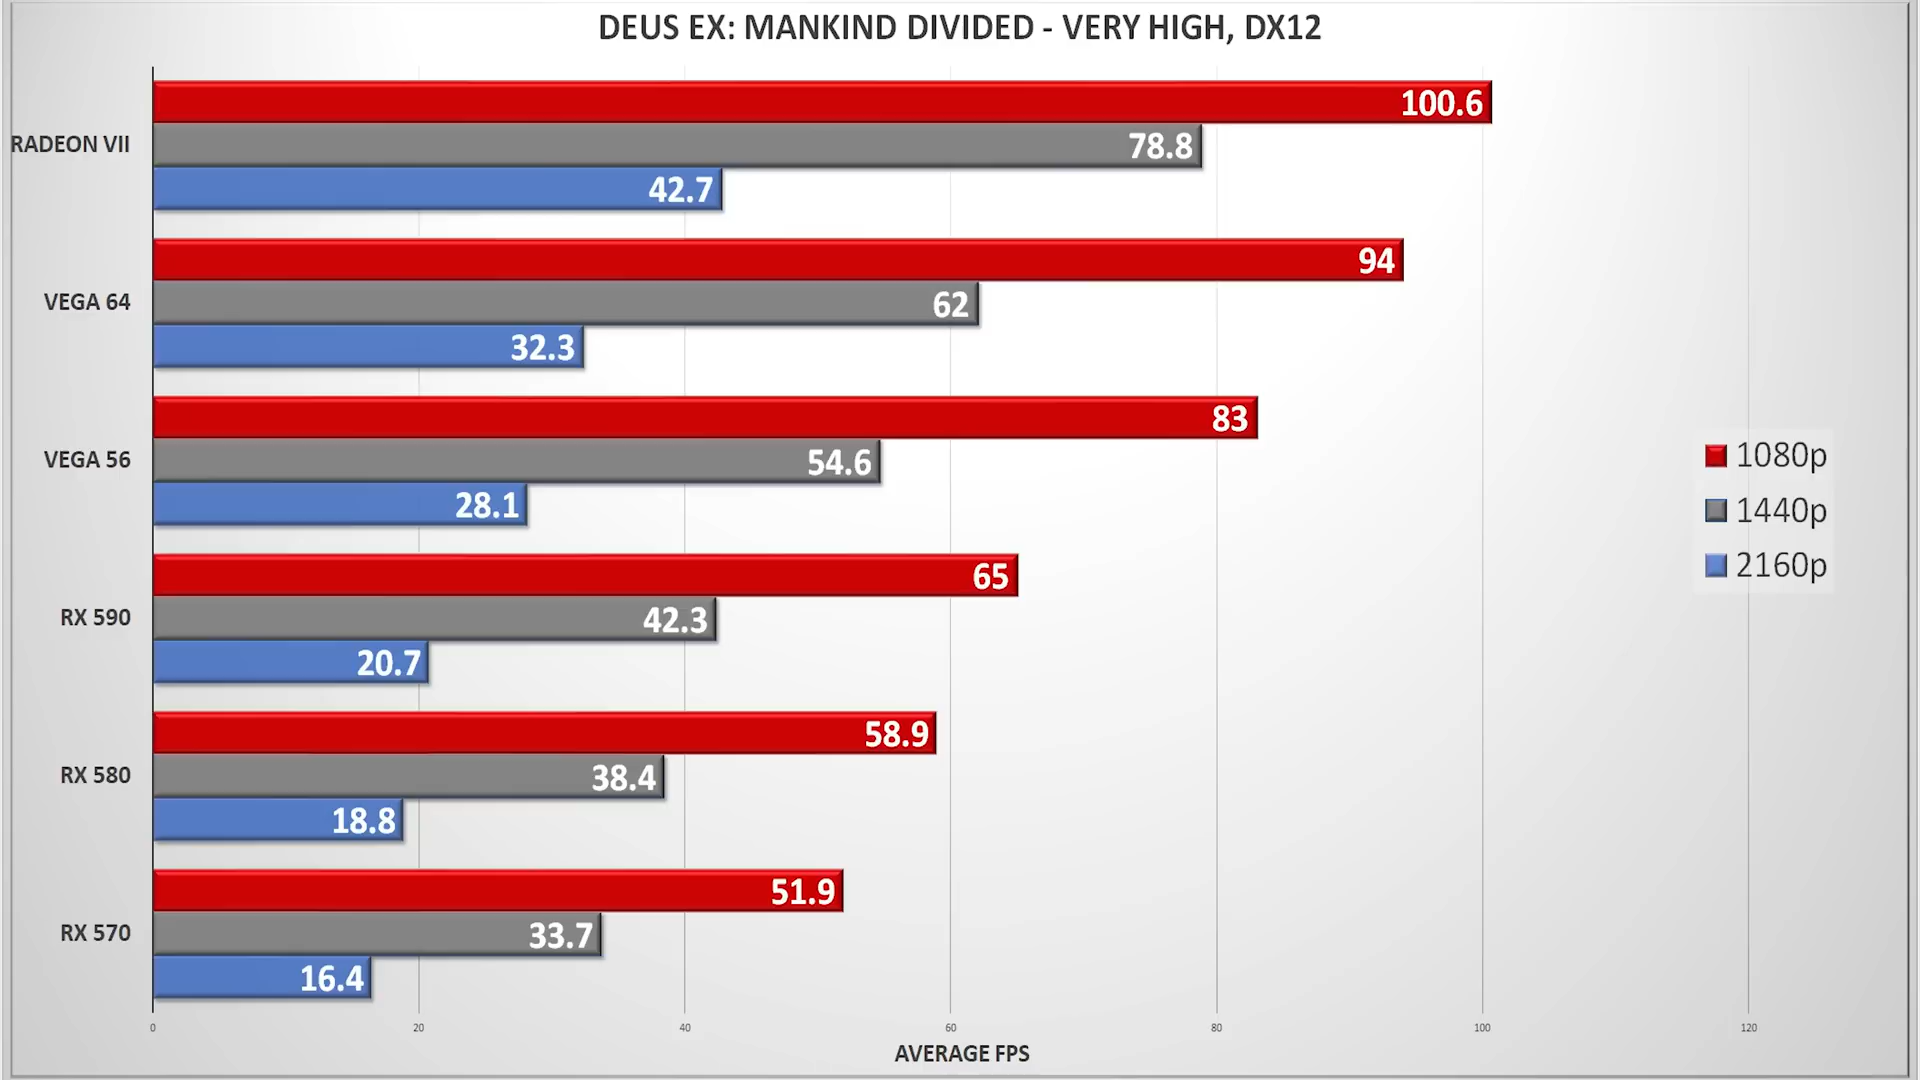 DEUS EX: MANKIND DIVIDED - VERY HIGH, DX12
RADEON VII
100.6
78.8
42.7
VEGA 64
94
62
32.3
VEGA 56
83
54.6
28.1
RX 590
65
42.3
20.7
RX 580
58.9
38.4
18.8
RX 570
51.9
33.7
16.4
1080p
1440p
2160p
0 20 40 60 80 100 120
AVERAGE FPS